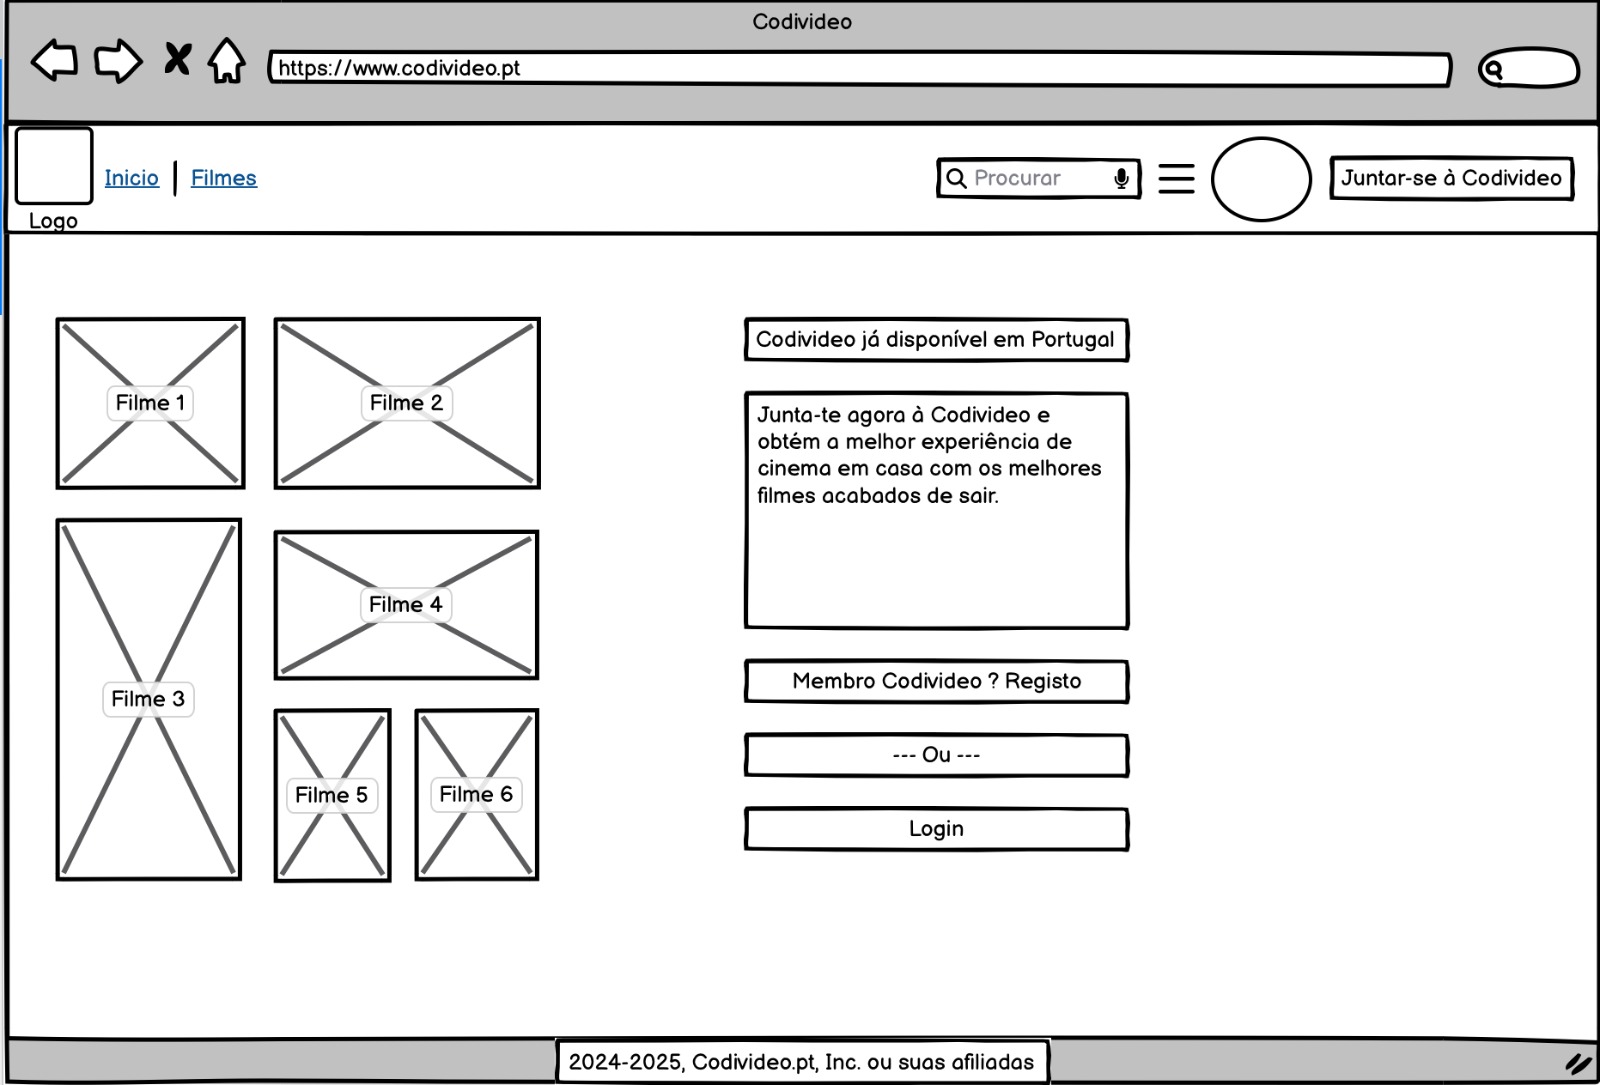 Codivideo
https://www.codivideo.pt
Logo
Inicio
Filmes
Procurar
Juntar-se à Codivideo
Filme 1
Filme 2
Filme 3
Filme 4
Filme 5
Filme 6
Codivideo já disponível em Portugal
Junta-te agora à Codivideo e
obtém a melhor experiência de
cinema em casa com os melhores
filmes acabados de sair.
Membro Codivideo ? Registo
--- Ou ---
Login
2024-2025, Codivideo.pt, Inc. ou suas afiliadas